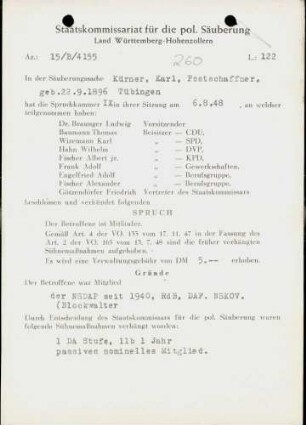 Staatskommissariat für die pol. Säuberung
Land Württemberg-Hohenzollern
Az.: 15/B/4155
L.: 122
260
In der Säuberungssache Kürner, Karl, Postschaffner,
geb.22.9.1896 Tübingen
hat die Spruchkammer IX in ihrer Sitzung am 6.8.48 , an welcher
teilgenommen haben:
Dr. Braunger Ludwig Vorsitzender
Baumann Thomas Beisitzer — CDU,
Wizemann Karl „ — SPD,
Hahn Wilhelm „ — DVP,
Fischer Albert jr. „ — KPD,
Frank Adolf „ — Gewerkschaften,
Engelfried Adolf „ — Berufsgruppe,
Fischer Alexander „ — Berufsgruppe,
Götzendörfer Friedrich Vertreter des Staatskommissars
beschlossen und verkündet folgenden
SPRUCH
Der Betroffene ist Mitläufer.
Gemäß Art. 4 der VO. 133 vom 17. 11. 47 in der Fassung des
Art. 2 der VO. 165 vom 13. 7. 48 sind die früher verhängten
Sühnemaßnahmen aufgehoben.
Es wird eine Verwaltungsgebühr von DM 5.-- erhoben.
Gründe
Der Betroffene war Mitglied
der NSDAP seit 1940, RdB, DAF, NSKOV.
(Blockwalter
Durch Entscheidung des Staatskommissars für die pol. Säuberung waren
folgende Sühnemaßnahmen verhängt worden:
1 DA Stufe, 11b 1 Jahr
passives nominelles Mitglied.